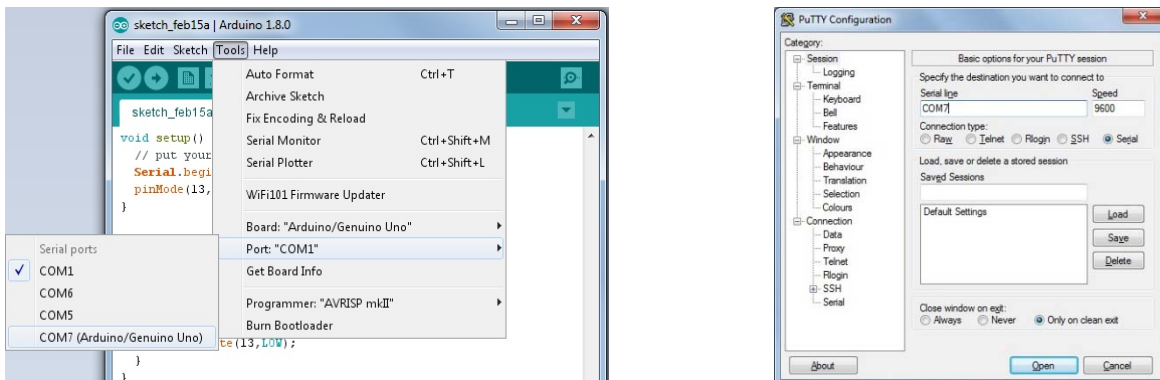 sketch_feb15a | Arduino 1.8.0
File Edit Sketch Tools Help
sketch_feb15a
Auto Format Ctrl+T
Archive Sketch
Fix Encoding & Reload
Serial Monitor Ctrl+Shift+M
Serial Plotter Ctrl+Shift+L
WiFi101 Firmware Updater
Board: "Arduino/Genuino Uno"
Port: "COM1"
Get Board Info
Programmer: "AVRISP mkII"
Burn Bootloader
void setup()
// put your
Serial.begi
pinMode(13,
}
Serial ports
COM1
COM6
COM5
COM7 (Arduino/Genuino Uno)
te(13,LOW);
}
}
PuTTY Configuration
Category:
Session
Logging
Terminal
Keyboard
Bell
Features
Window
Appearance
Behaviour
Translation
Selection
Colours
Connection
Data
Proxy
Telnet
Rlogin
SSH
Serial
Basic options for your PuTTY session
Specify the destination you want to connect to
Serial line Speed
COM7 9600
Connection type:
Raw Telnet Rlogin SSH Serial
Load, save or delete a stored session
Saved Sessions
Default Settings
Load
Save
Delete
Close window on exit:
Always Never Only on clean exit
About Open Cancel